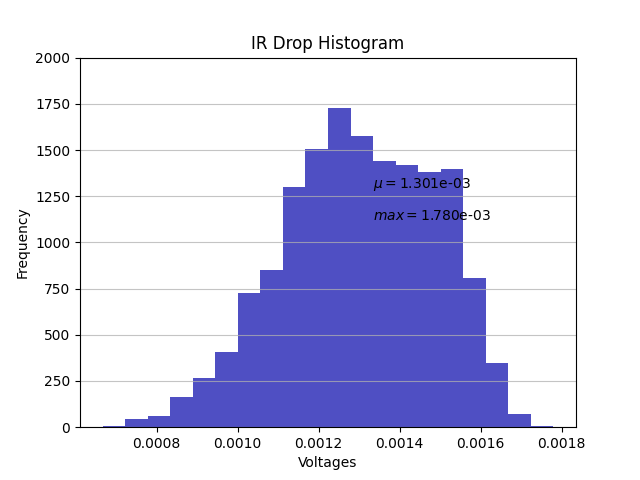 IR Drop Histogram
2000
1750
1500
1250
1000
750
500
250
0
Frequency
μ = 1.301e-03
max = 1.780e-03
0.0008 0.0010 0.0012 0.0014 0.0016 0.0018
Voltages